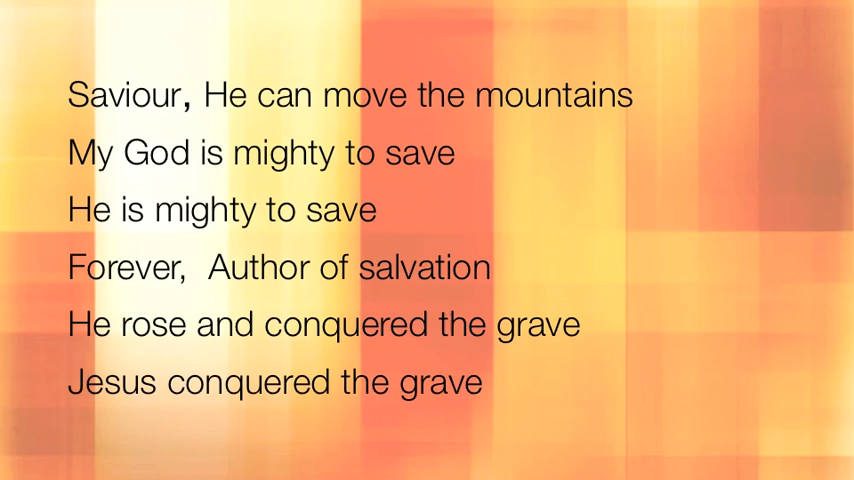 Saviour, He can move the mountains
My God is mighty to save
He is mighty to save
Forever,  Author of salvation
He rose and conquered the grave
Jesus conquered the grave